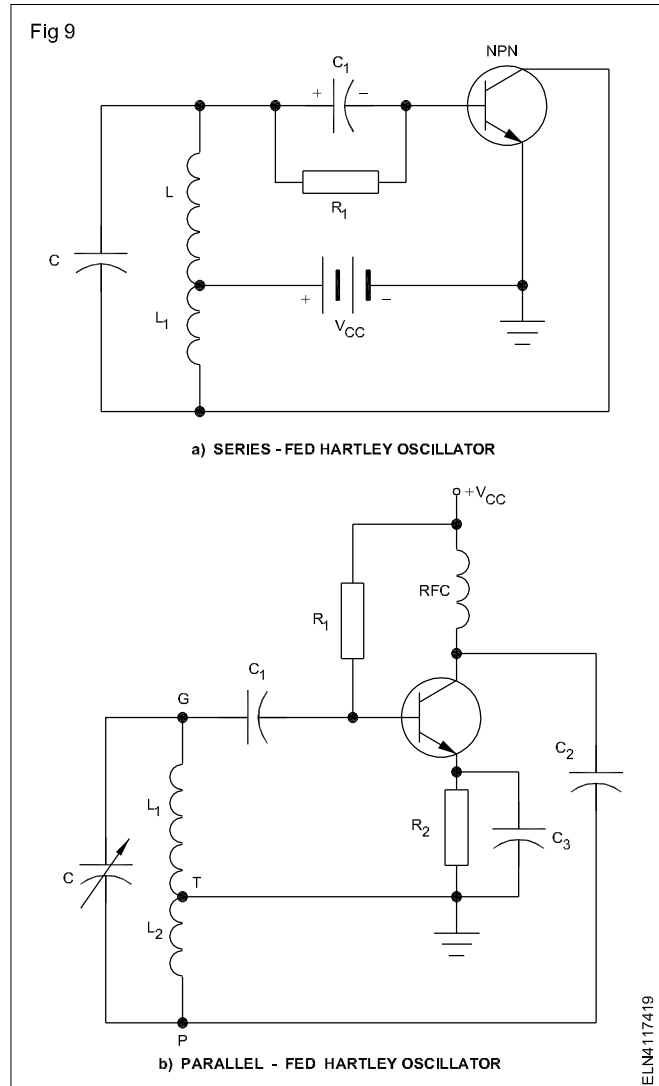 Fig 9
NPN
C1
+ −
L
R1
C
+ −
VCC
L1
a) SERIES - FED HARTLEY OSCILLATOR
+VCC
RFC
R1
C1
G
C2
L1
R2
C3
C
T
L2
P
b) PARALLEL - FED HARTLEY OSCILLATOR
ELN4117419